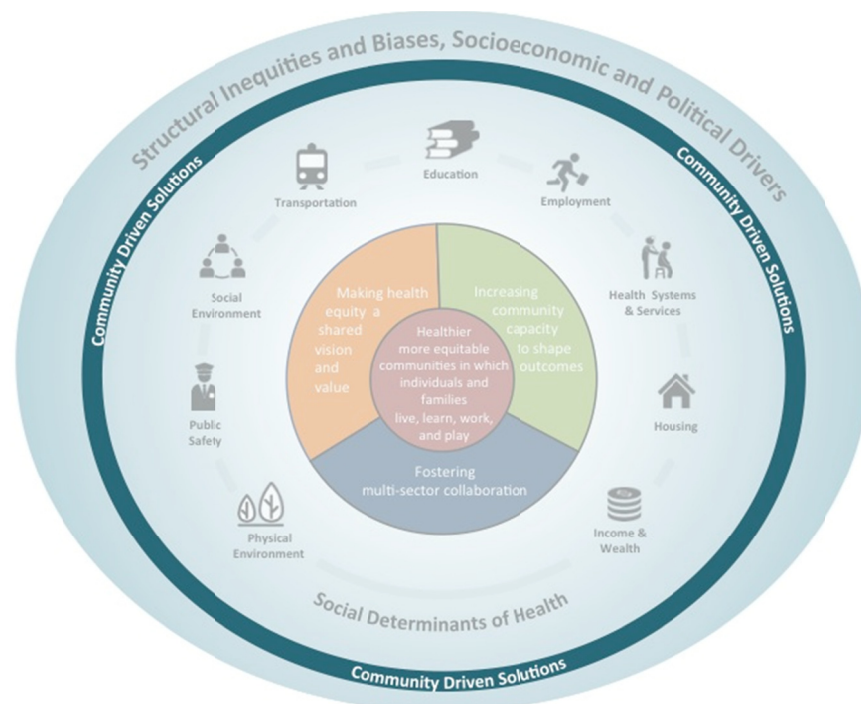 Structural Inequities and Biases, Socioeconomic and Political Drivers
Community Driven Solutions
Community Driven Solutions
Education
Transportation
Employment
Social
Environment
Health Systems
& Services
Public
Safety
Housing
Physical
Environment
Income &
Wealth
Making health
equity a
shared
vision
and
value
Increasing
community
capacity
to shape
outcomes
Healthier
more equitable
communities in which
individuals and
families
live, learn, work,
and play
Fostering
multi-sector collaboration
Social Determinants of Health
Community Driven Solutions